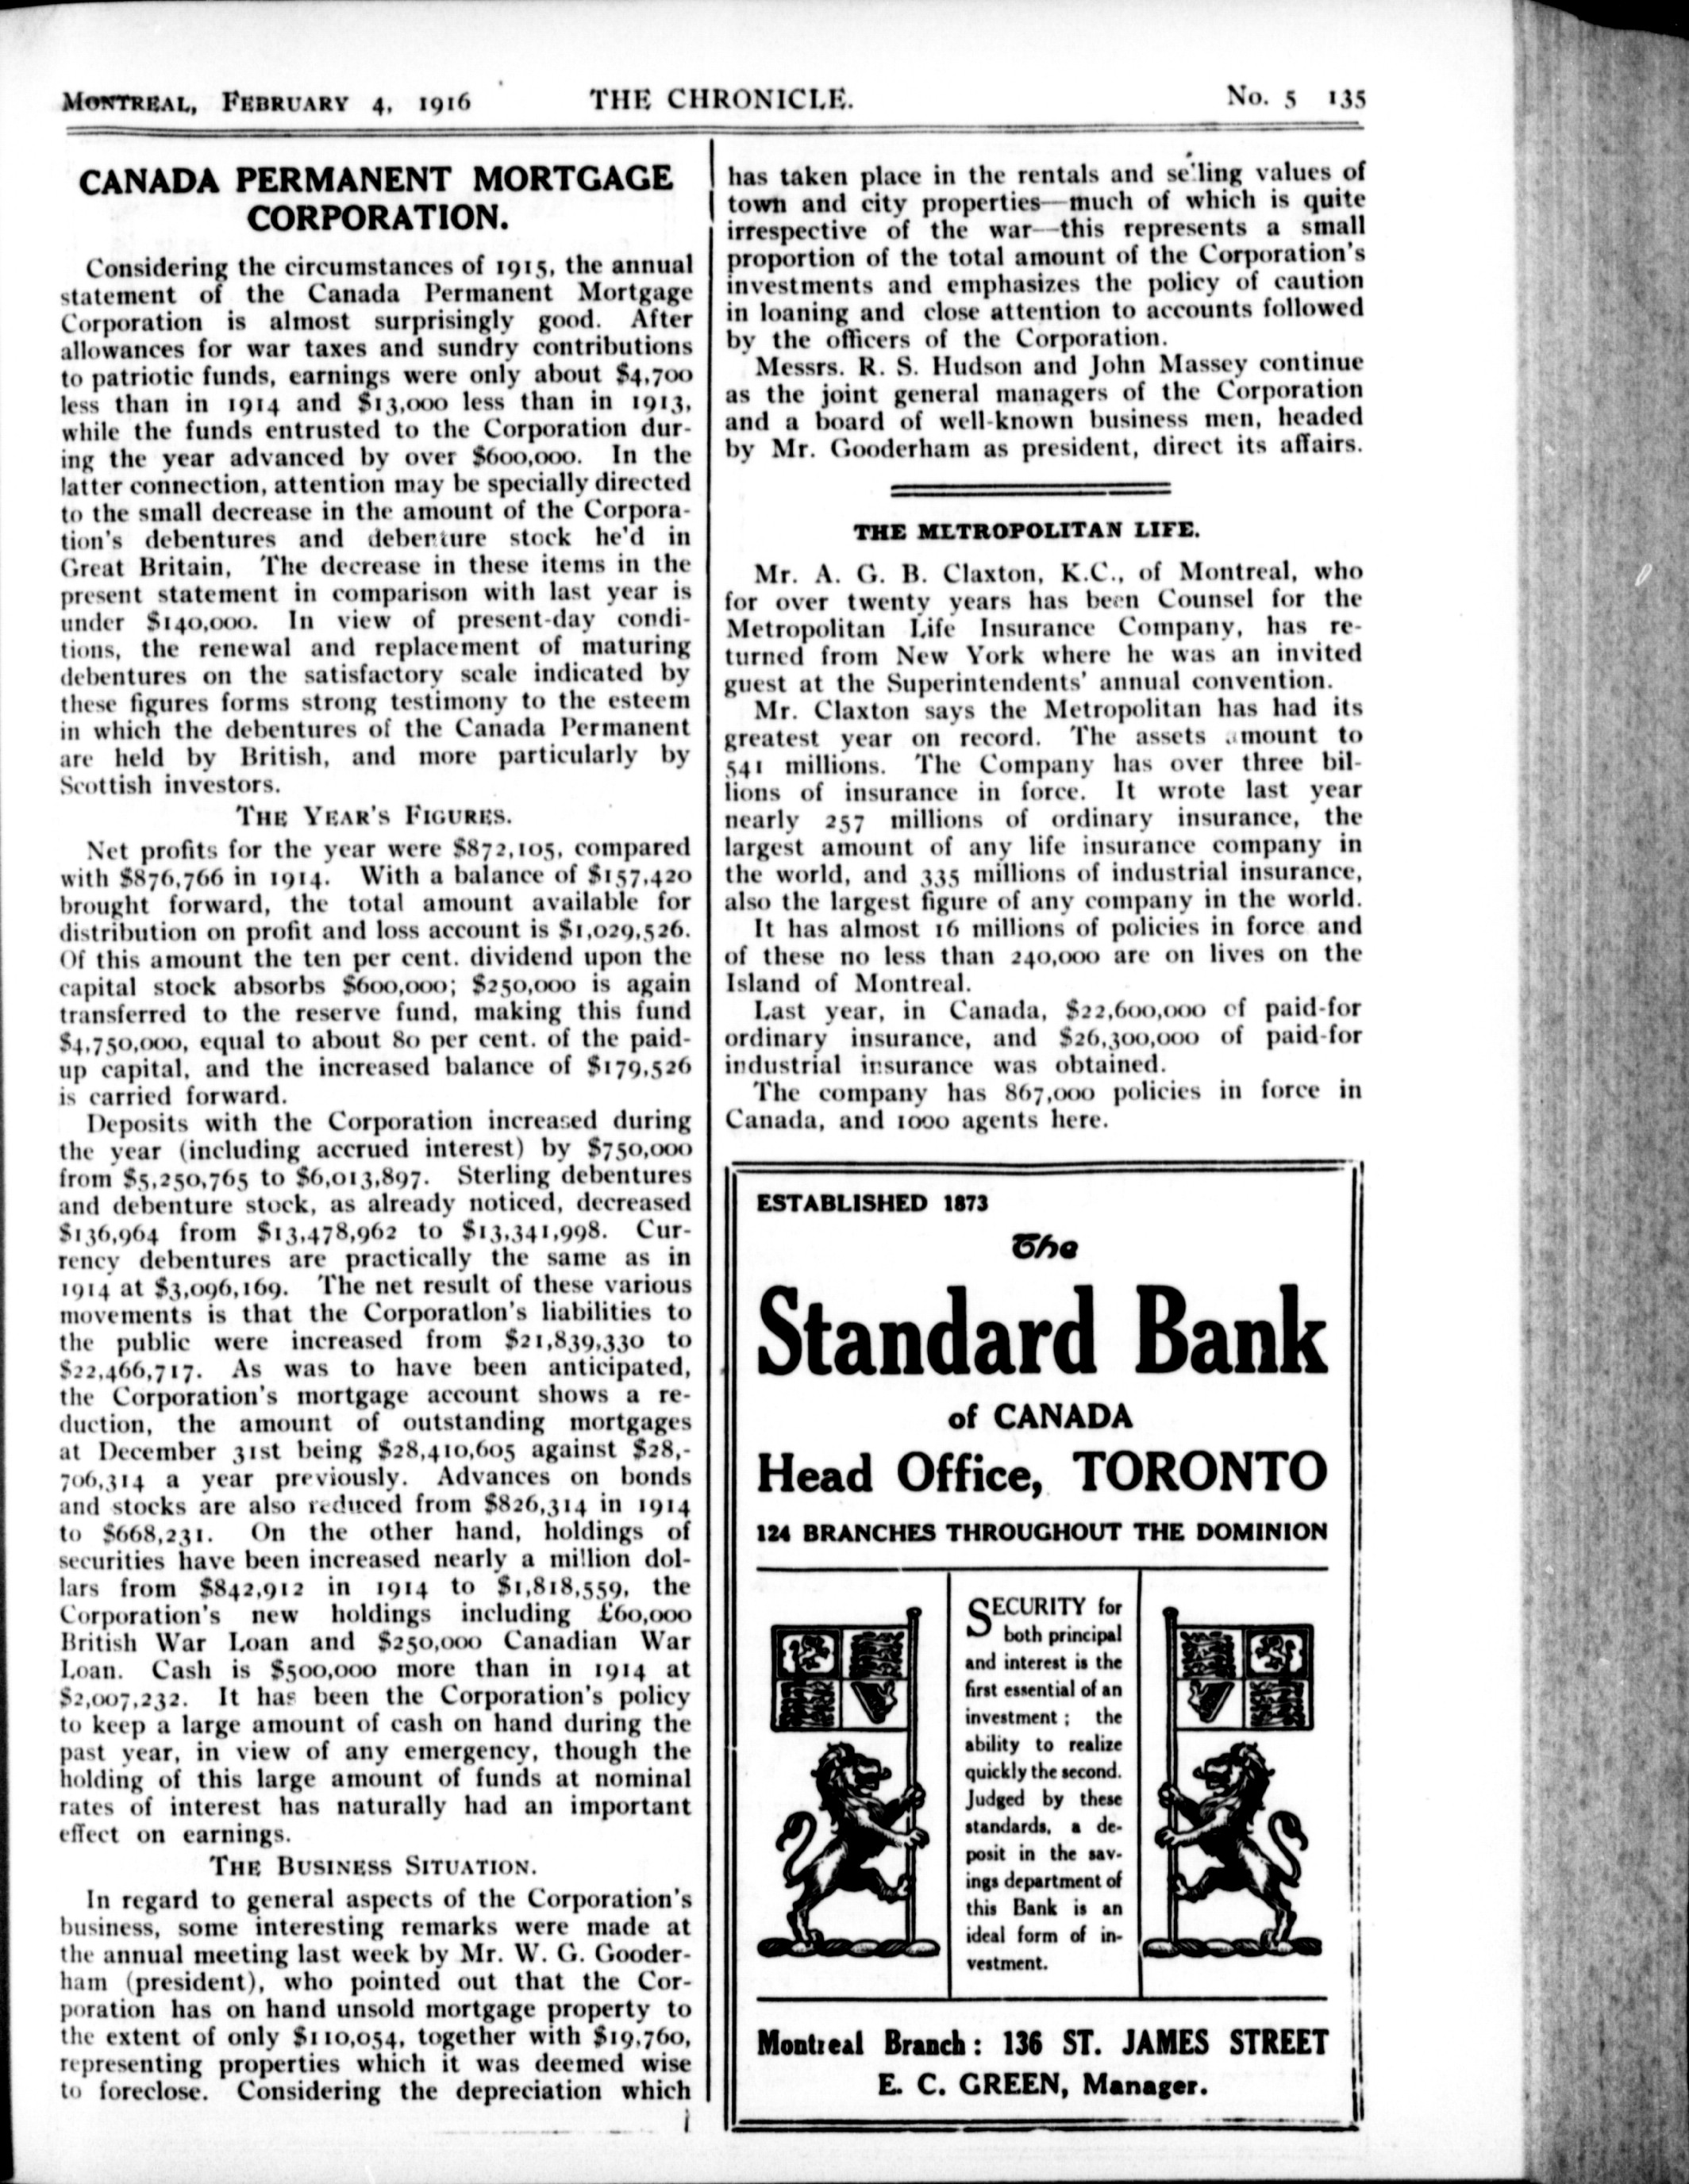 MONTREAL, FEBRUARY 4, 1916 THE CHRONICLE. No. 5 135
CANADA PERMANENT MORTGAGE
CORPORATION.
Considering the circumstances of 1915, the annual
statement of the Canada Permanent Mortgage
Corporation is almost surprisingly good. After
allowances for war taxes and sundry contributions
to patriotic funds, earnings were only about $4,700
less than in 1914 and $13,000 less than in 1913,
while the funds entrusted to the Corporation dur-
ing the year advanced by over $600,000. In the
latter connection, attention may be specially directed
to the small decrease in the amount of the Corpora-
tion's debentures and debenture stock he'd in
Great Britain, The decrease in these items in the
present statement in comparison with last year is
under $140,000. In view of present-day condi-
tions, the renewal and replacement of maturing
debentures on the satisfactory scale indicated by
these figures forms strong testimony to the esteem
in which the debentures of the Canada Permanent
are held by British, and more particularly by
Scottish investors.
THE YEAR'S FIGURES.
Net profits for the year were $872,105, compared
with $876,766 in 1914. With a balance of $157,420
brought forward, the total amount available for
distribution on profit and loss account is $1,029,526.
Of this amount the ten per cent. dividend upon the
capital stock absorbs $600,000; $250,000 is again
transferred to the reserve fund, making this fund
$4,750,000, equal to about 80 per cent. of the paid-
up capital, and the increased balance of $179,526
is carried forward.
Deposits with the Corporation increased during
the year (including accrued interest) by $750,000
from $5,250,765 to $6,013,897. Sterling debentures
and debenture stock, as already noticed, decreased
$136,964 from $13,478,962 to $13,341,998. Cur-
rency debentures are practically the same as in
1914 at $3,096,169. The net result of these various
movements is that the Corporation's liabilities to
the public were increased from $21,839,330 to
$22,466,717. As was to have been anticipated,
the Corporation's mortgage account shows a re-
duction, the amount of outstanding mortgages
at December 31st being $28,410,605 against $28,-
706,314 a year previously. Advances on bonds
and stocks are also reduced from $826,314 in 1914
to $668,231. On the other hand, holdings of
securities have been increased nearly a million dol-
lars from $842,912 in 1914 to $1,818,559, the
Corporation's new holdings including £60,000
British War Loan and $250,000 Canadian War
Loan. Cash is $500,000 more than in 1914 at
$2,007,232. It has been the Corporation's policy
to keep a large amount of cash on hand during the
past year, in view of any emergency, though the
holding of this large amount of funds at nominal
rates of interest has naturally had an important
effect on earnings.
THE BUSINESS SITUATION.
In regard to general aspects of the Corporation's
business, some interesting remarks were made at
the annual meeting last week by Mr. W. G. Gooder-
ham (president), who pointed out that the Cor-
poration has on hand unsold mortgage property to
the extent of only $110,054, together with $19,760,
representing properties which it was deemed wise
to foreclose. Considering the depreciation which
has taken place in the rentals and selling values of
town and city properties—much of which is quite
irrespective of the war—this represents a small
proportion of the total amount of the Corporation's
investments and emphasizes the policy of caution
in loaning and close attention to accounts followed
by the officers of the Corporation.
Messrs. R. S. Hudson and John Massey continue
as the joint general managers of the Corporation
and a board of well-known business men, headed
by Mr. Gooderham as president, direct its affairs.
THE METROPOLITAN LIFE.
Mr. A. G. B. Claxton, K.C., of Montreal, who
for over twenty years has been Counsel for the
Metropolitan Life Insurance Company, has re-
turned from New York where he was an invited
guest at the Superintendents' annual convention.
Mr. Claxton says the Metropolitan has had its
greatest year on record. The assets amount to
541 millions. The Company has over three bil-
lions of insurance in force. It wrote last year
nearly 257 millions of ordinary insurance, the
largest amount of any life insurance company in
the world, and 335 millions of industrial insurance,
also the largest figure of any company in the world.
It has almost 16 millions of policies in force and
of these no less than 240,000 are on lives on the
Island of Montreal.
Last year, in Canada, $22,600,000 of paid-for
ordinary insurance, and $26,300,000 of paid-for
industrial insurance was obtained.
The company has 867,000 policies in force in
Canada, and 1000 agents here.
ESTABLISHED 1873
The
Standard Bank
of CANADA
Head Office, TORONTO
124 BRANCHES THROUGHOUT THE DOMINION
SECURITY for
both principal
and interest is the
first essential of an
investment; the
ability to realize
quickly the second.
Judged by these
standards, a de-
posit in the sav-
ings department of
this Bank is an
ideal form of in-
vestment.
Montreal Branch: 136 ST. JAMES STREET
E. C. GREEN, Manager.